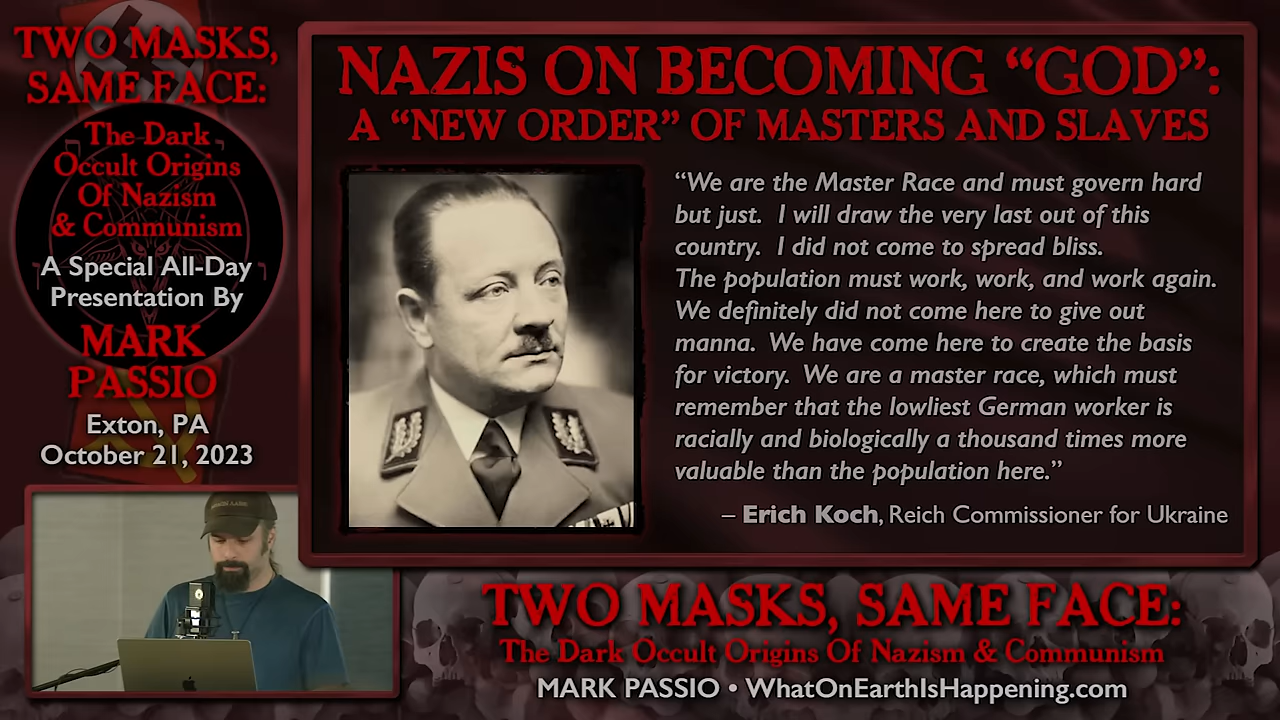 TWO MASKS,
SAME FACE:
The Dark
Occult Origins
Of Nazism
& Communism
A Special All-Day
Presentation By
MARK
PASSIO
Exton, PA
October 21, 2023
NAZIS ON BECOMING “GOD”:
A “NEW ORDER” OF MASTERS AND SLAVES
“We are the Master Race and must govern hard
but just.  I will draw the very last out of this
country.  I did not come to spread bliss.
The population must work, work, and work again.
We definitely did not come here to give out
manna.  We have come here to create the basis
for victory.  We are a master race, which must
remember that the lowliest German worker is
racially and biologically a thousand times more
valuable than the population here.”
– Erich Koch, Reich Commissioner for Ukraine
TWO MASKS, SAME FACE:
The Dark Occult Origins Of Nazism & Communism
MARK PASSIO • WhatOnEarthIsHappening.com